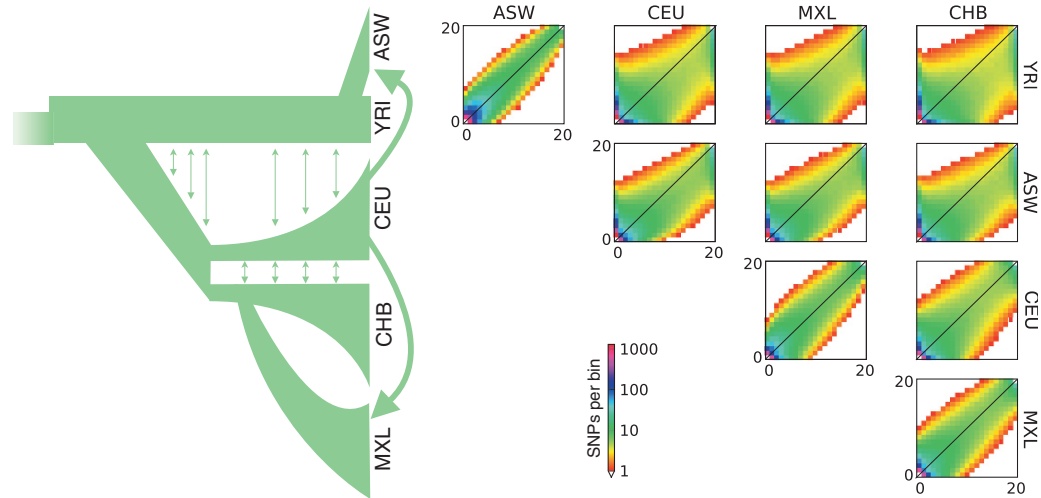 ASW
YRI
CEU
CHB
MXL
ASW CEU MXL CHB
20
0
0 20
YRI
20
0
0 20
ASW
20
0
0 20
CEU
20
0
0 20
MXL
SNPs per bin
1000
100
10
1